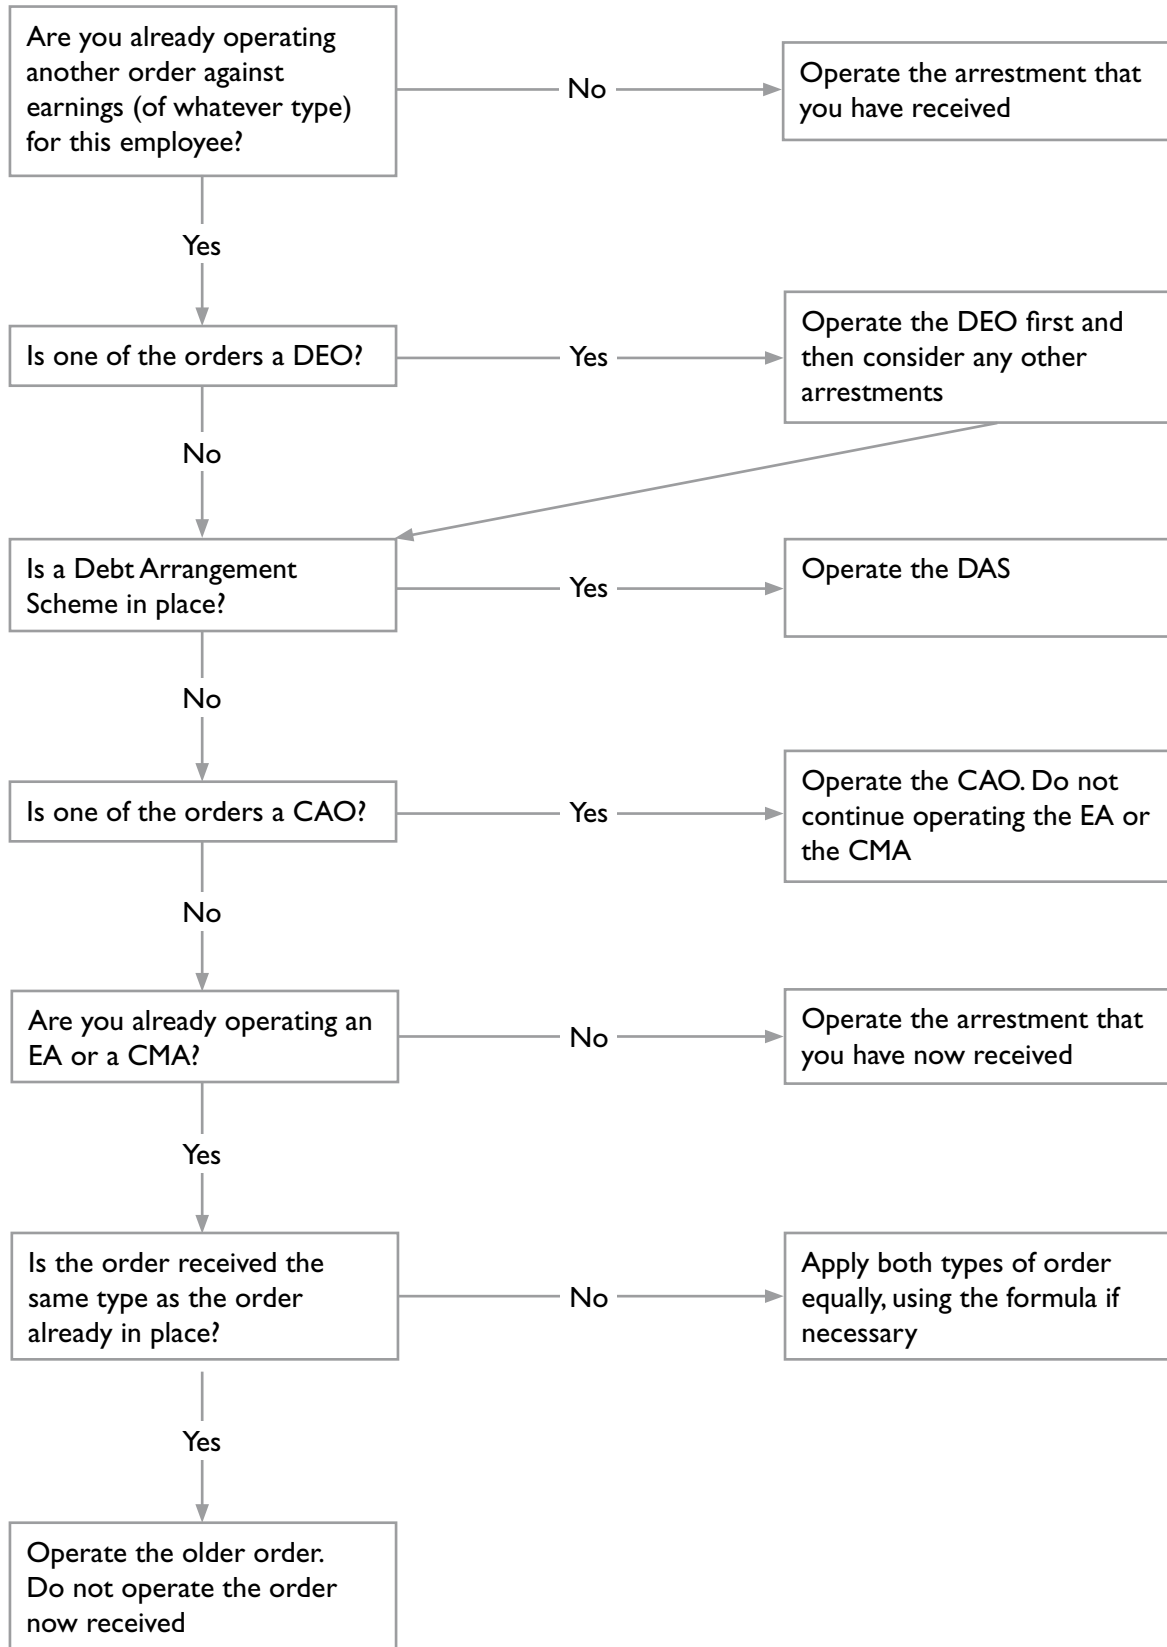 Are you already operating
another order against
earnings (of whatever type)
for this employee?
No
Operate the arrestment that
you have received
Yes
Is one of the orders a DEO?
Yes
Operate the DEO first and
then consider any other
arrestments
No
Is a Debt Arrangement
Scheme in place?
Yes
Operate the DAS
No
Is one of the orders a CAO?
Yes
Operate the CAO. Do not
continue operating the EA or
the CMA
No
Are you already operating an
EA or a CMA?
No
Operate the arrestment that
you have now received
Yes
Is the order received the
same type as the order
already in place?
No
Apply both types of order
equally, using the formula if
necessary
Yes
Operate the older order.
Do not operate the order
now received